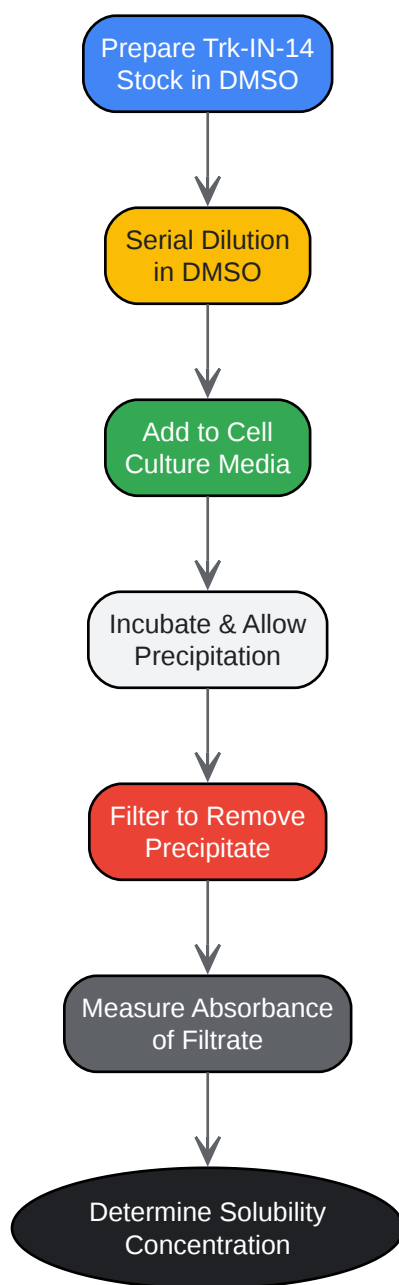 Prepare Trk-IN-14
Stock in DMSO
Serial Dilution
in DMSO
Add to Cell
Culture Media
Incubate & Allow
Precipitation
Filter to Remove
Precipitate
Measure Absorbance
of Filtrate
Determine Solubility
Concentration